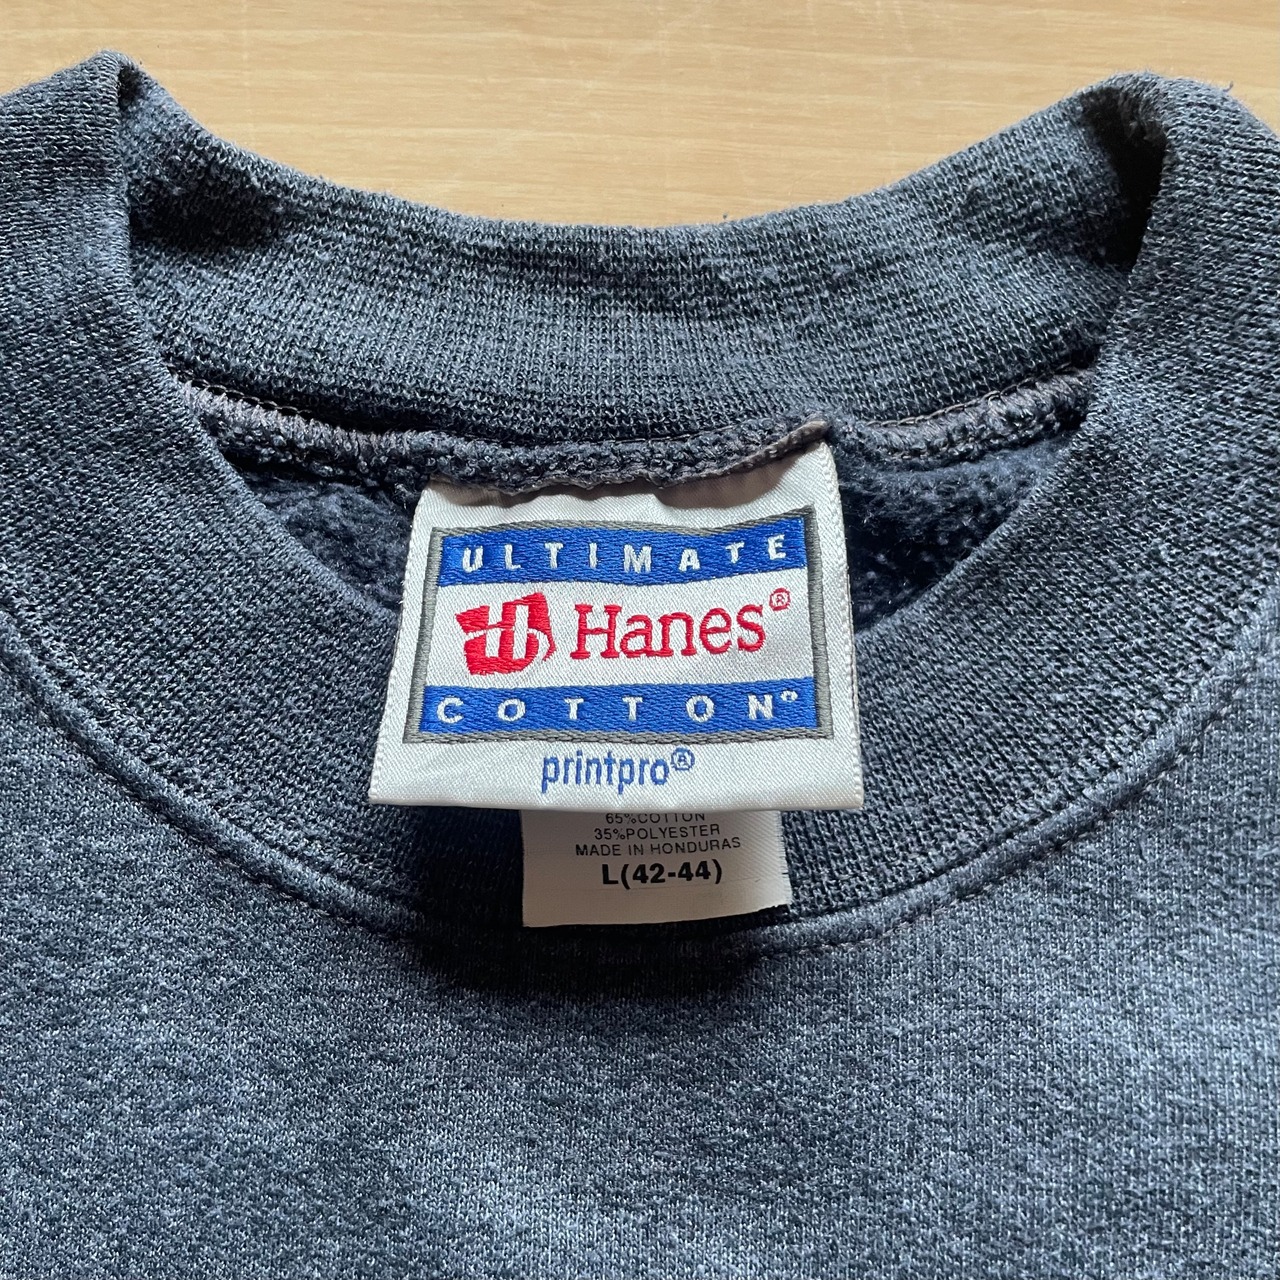 ULTIMATE
Hanes®
COTTON®
printpro®
65%COTTON
35%POLYESTER
MADE IN HONDURAS
L(42-44)